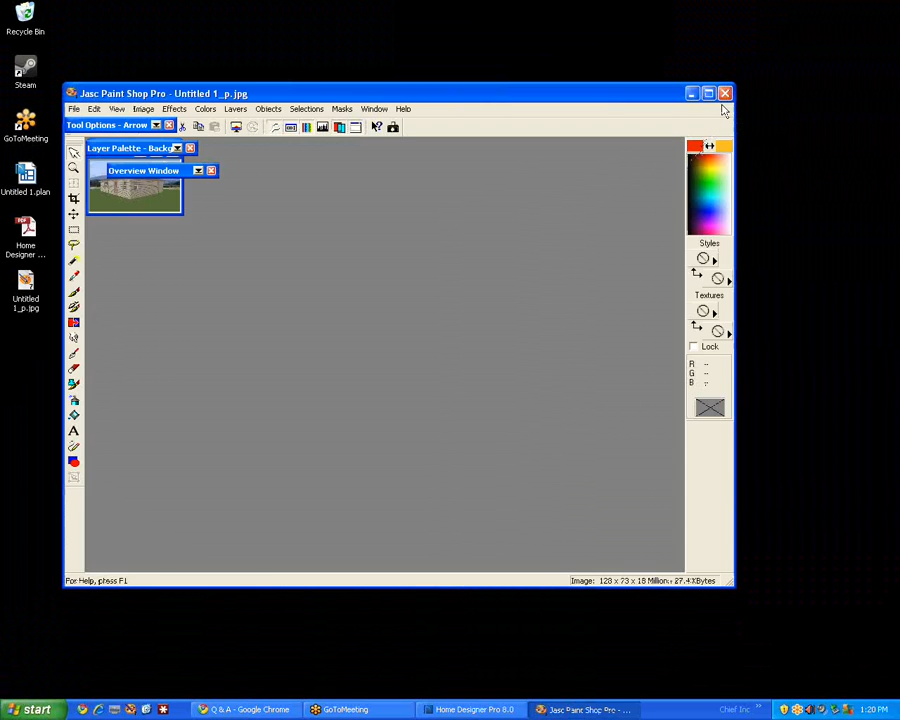 Recycle Bin
Steam
GoToMeeting
Untitled 1.plan
Home
Designer ...
Untitled
1_p.jpg
Jasc Paint Shop Pro - Untitled 1_p.jpg
File Edit View Image Effects Colors Layers Objects Selections Masks Window Help
Tool Options - Arrow
Layer Palette - Backg
Overview Window
Styles
Textures
Lock
R --
G --
B --
For Help, press F1
Image: 128 x 73 x 16 Million - 27.4 KBytes
start
Q & A - Google Chrome
GoToMeeting
Home Designer Pro 8.0
Jasc Paint Shop Pro - ...
Chief Inc
»
1:20 PM